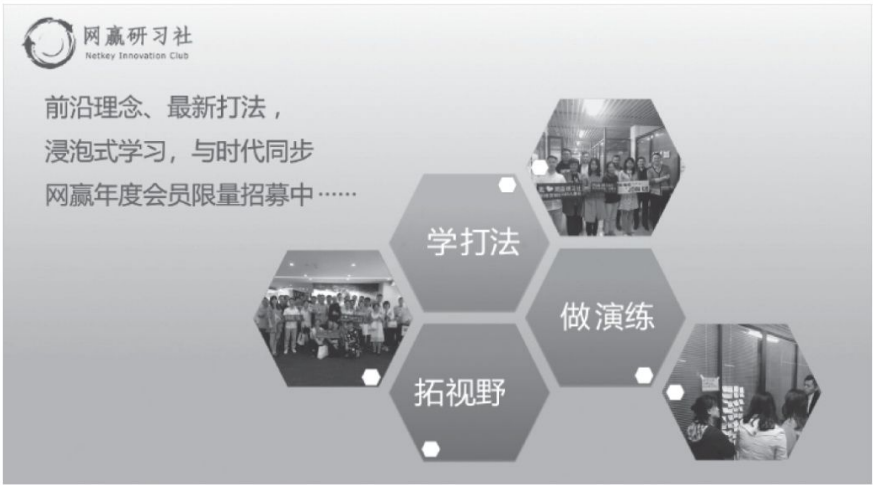 网赢研习社
Netkey Innovation Club
前沿理念、最新打法，
浸泡式学习，与时代同步
网赢年度会员限量招募中……
学打法
做演练
拓视野